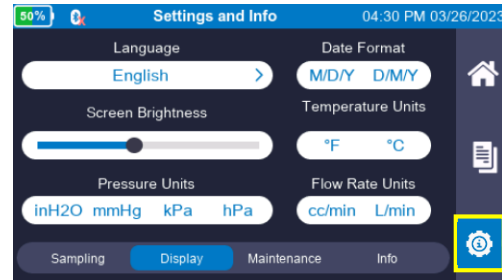 50% Settings and Info 04:30 PM 03/26/2023
Language Date Format
English > M/D/Y D/M/Y
Screen Brightness Temperature Units
°F °C
Pressure Units Flow Rate Units
inH2O mmHg kPa hPa cc/min L/min
Sampling Display Maintenance Info